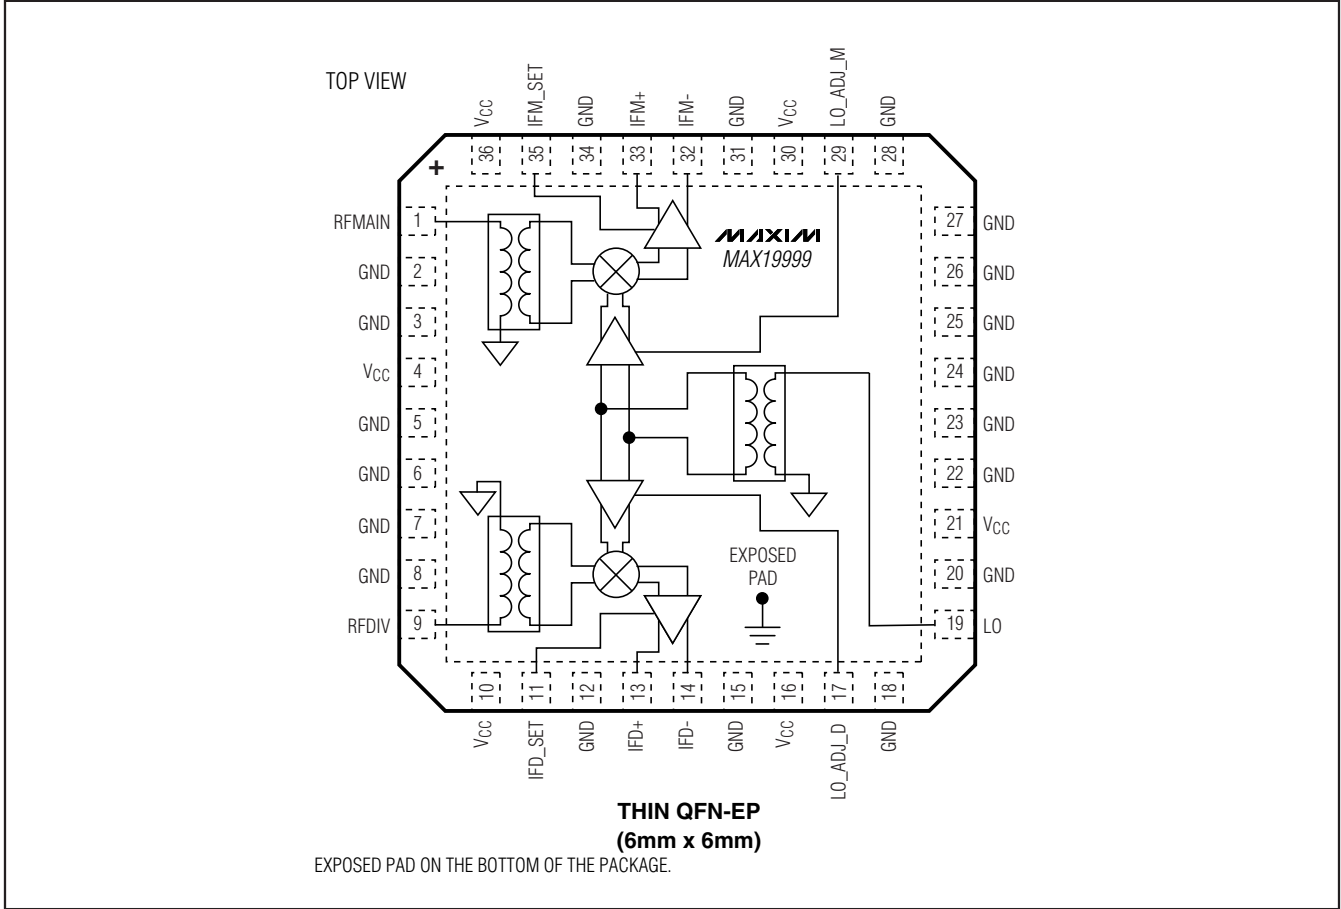 TOP VIEW
VCC
IFM_SET
GND
IFM+
IFM-
GND
VCC
LO_ADJ_M
GND
36
35
34
33
32
31
30
29
28
+
RFMAIN 1
GND 2
GND 3
VCC 4
GND 5
GND 6
GND 7
GND 8
RFDIV 9
MAXIM
MAX19999
27 GND
26 GND
25 GND
24 GND
23 GND
22 GND
21 VCC
20 GND
19 LO
EXPOSED
PAD
10
11
12
13
14
15
16
17
18
VCC
IFD_SET
GND
IFD+
IFD-
GND
VCC
LO_ADJ_D
GND
THIN QFN-EP
(6mm x 6mm)
EXPOSED PAD ON THE BOTTOM OF THE PACKAGE.